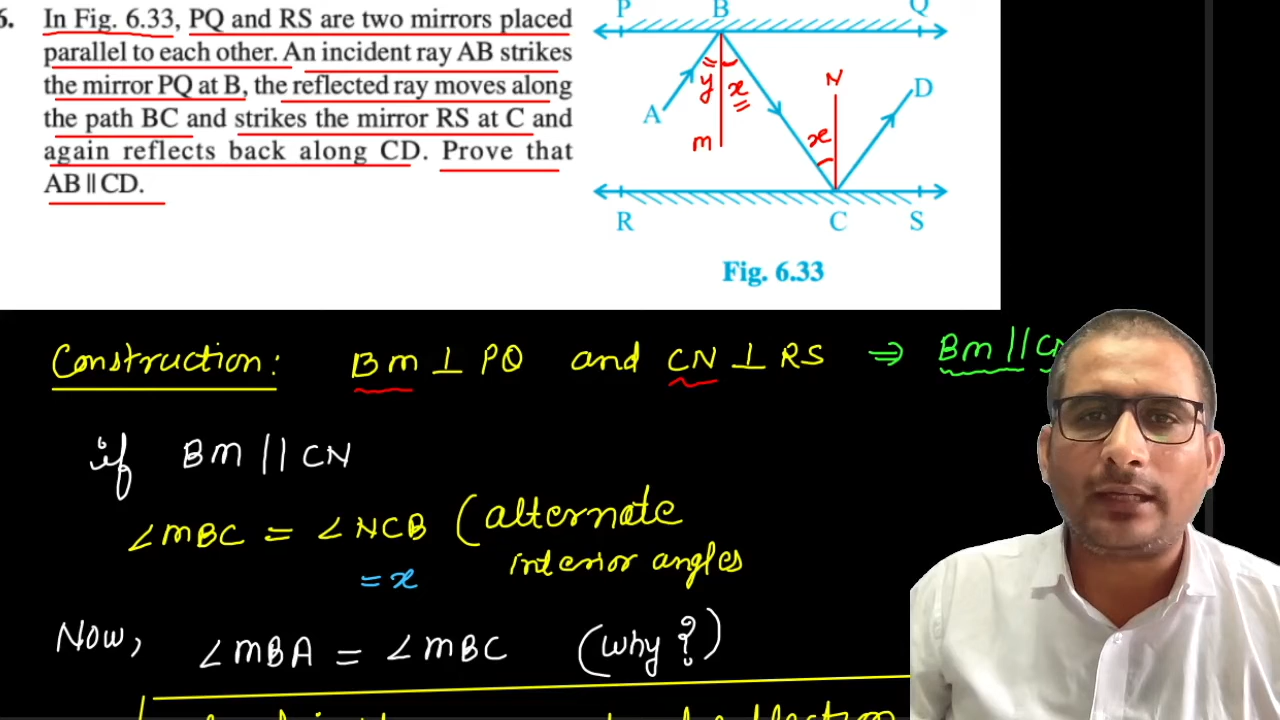 6. In Fig. 6.33, PQ and RS are two mirrors placed
parallel to each other. An incident ray AB strikes
the mirror PQ at B, the reflected ray moves along
the path BC and strikes the mirror RS at C and
again reflects back along CD. Prove that
AB || CD.
P B Q
y x N
A D
m x
R C S
Fig. 6.33
Construction: Bm ⊥ PQ and CN ⊥ RS ⇒ Bm || CN
if Bm || CN
∠mBC = ∠NCB (alternate
= x interior angles
Now, ∠mBA = ∠mBC (why?)